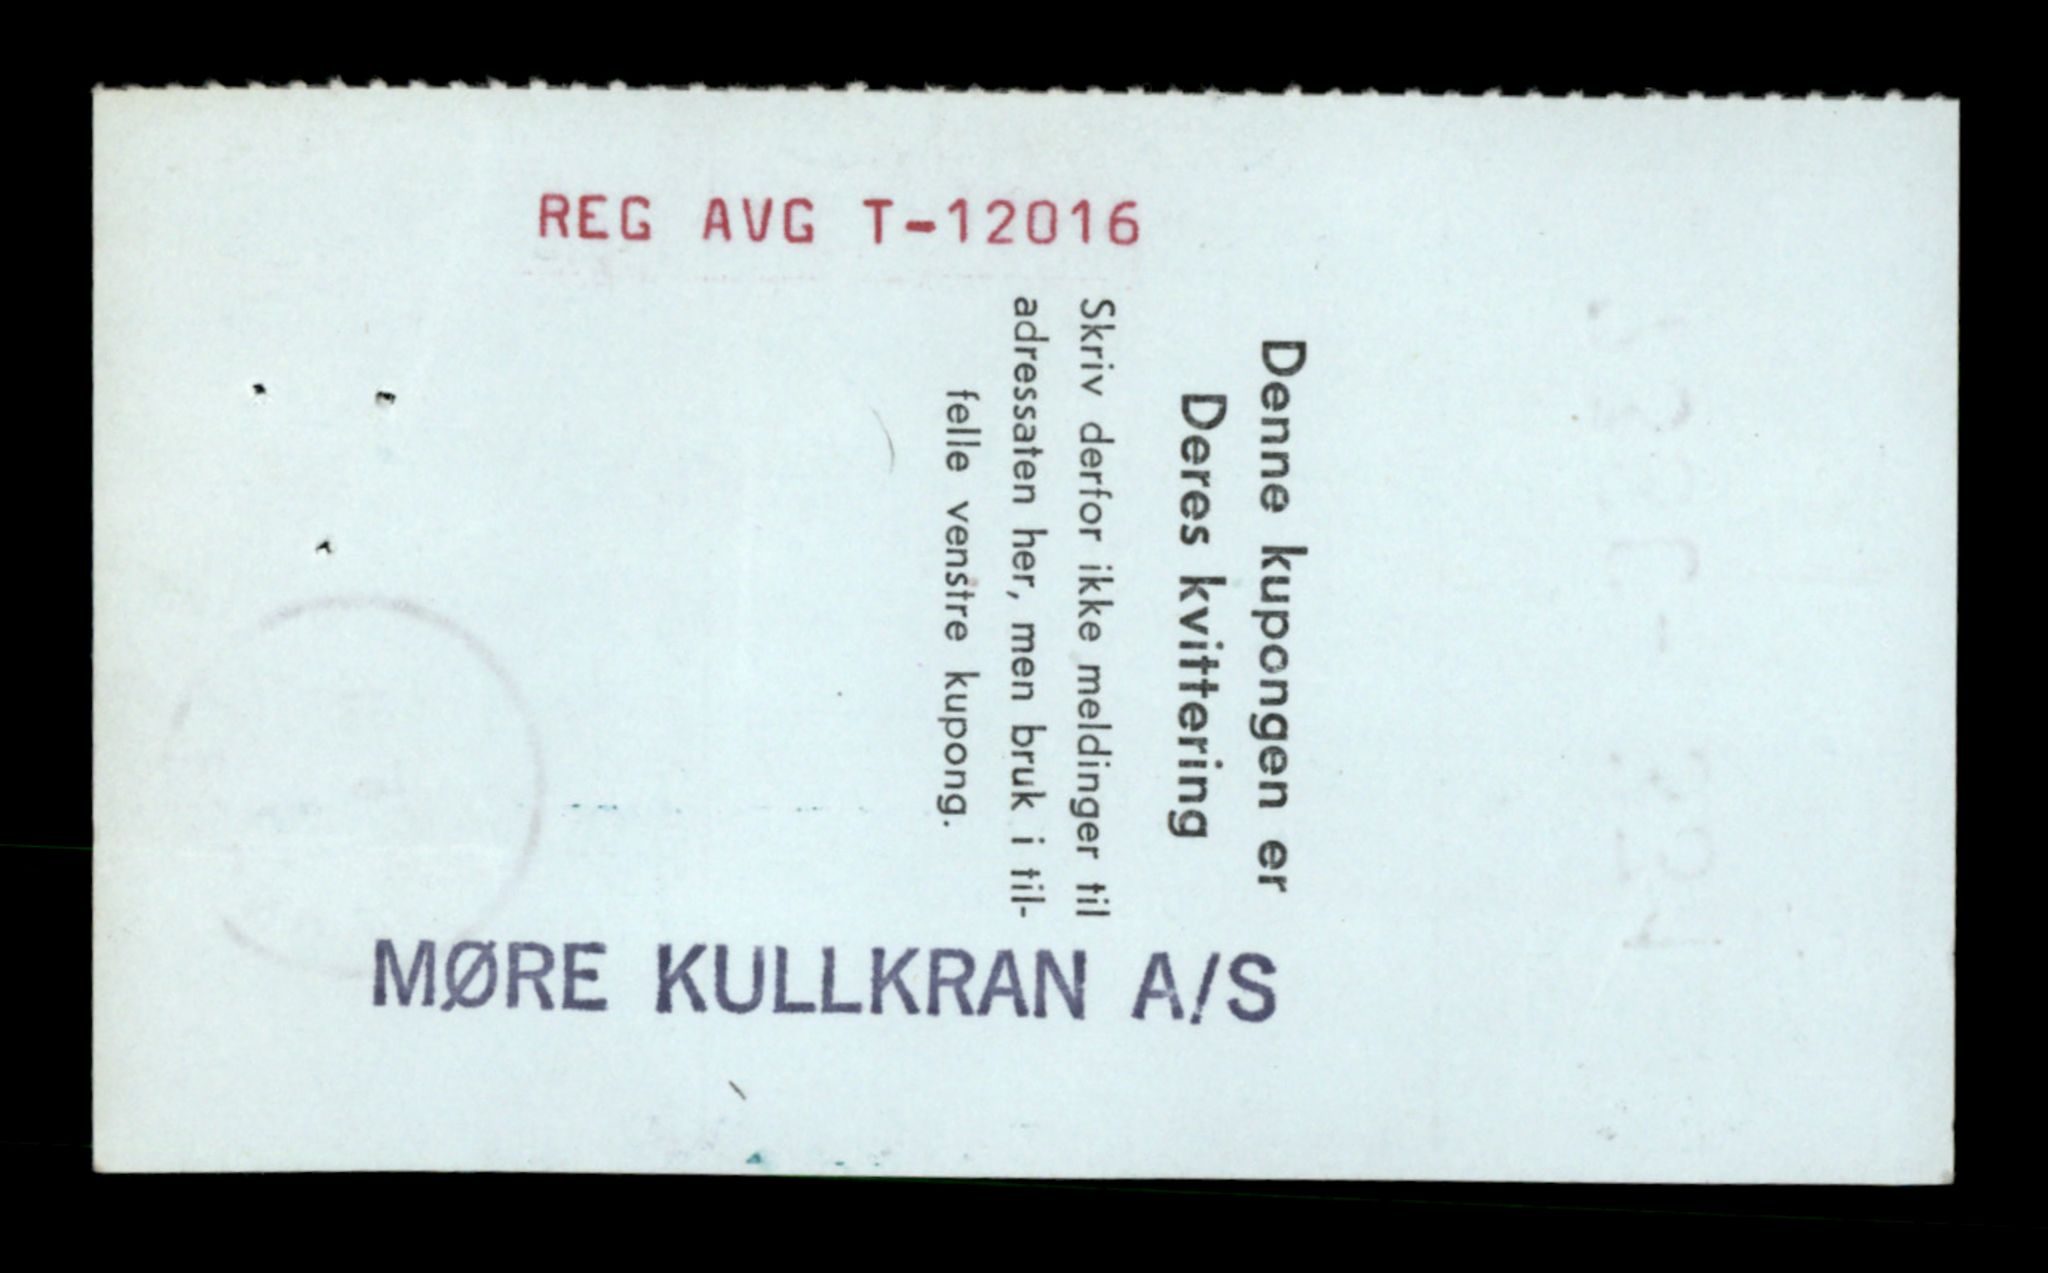 REG AVG T-12016
Denne kupongen er
Deres kvittering
Skriv derfor ikke meldinger til
adressaten her, men bruk i til-
felle venstre kupong.
MØRE KULLKRAN A/S